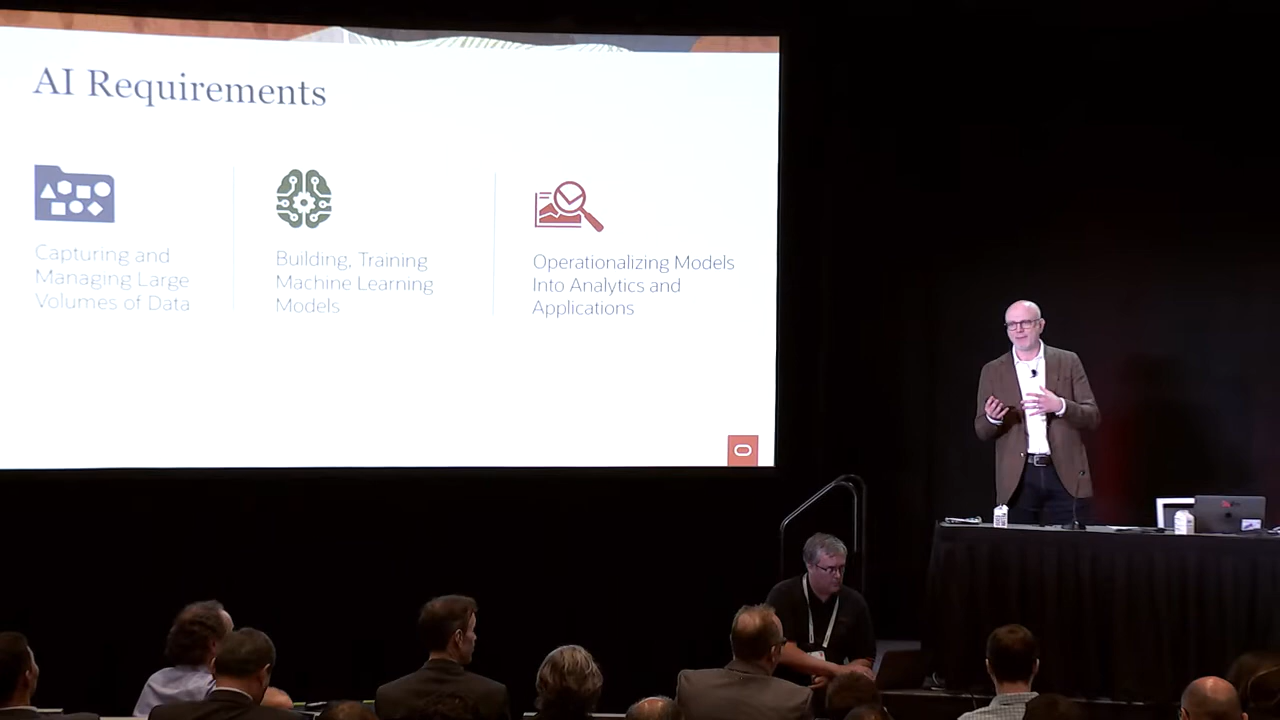 AI Requirements
Capturing and
Managing Large
Volumes of Data
Building, Training
Machine Learning
Models
Operationalizing Models
Into Analytics and
Applications